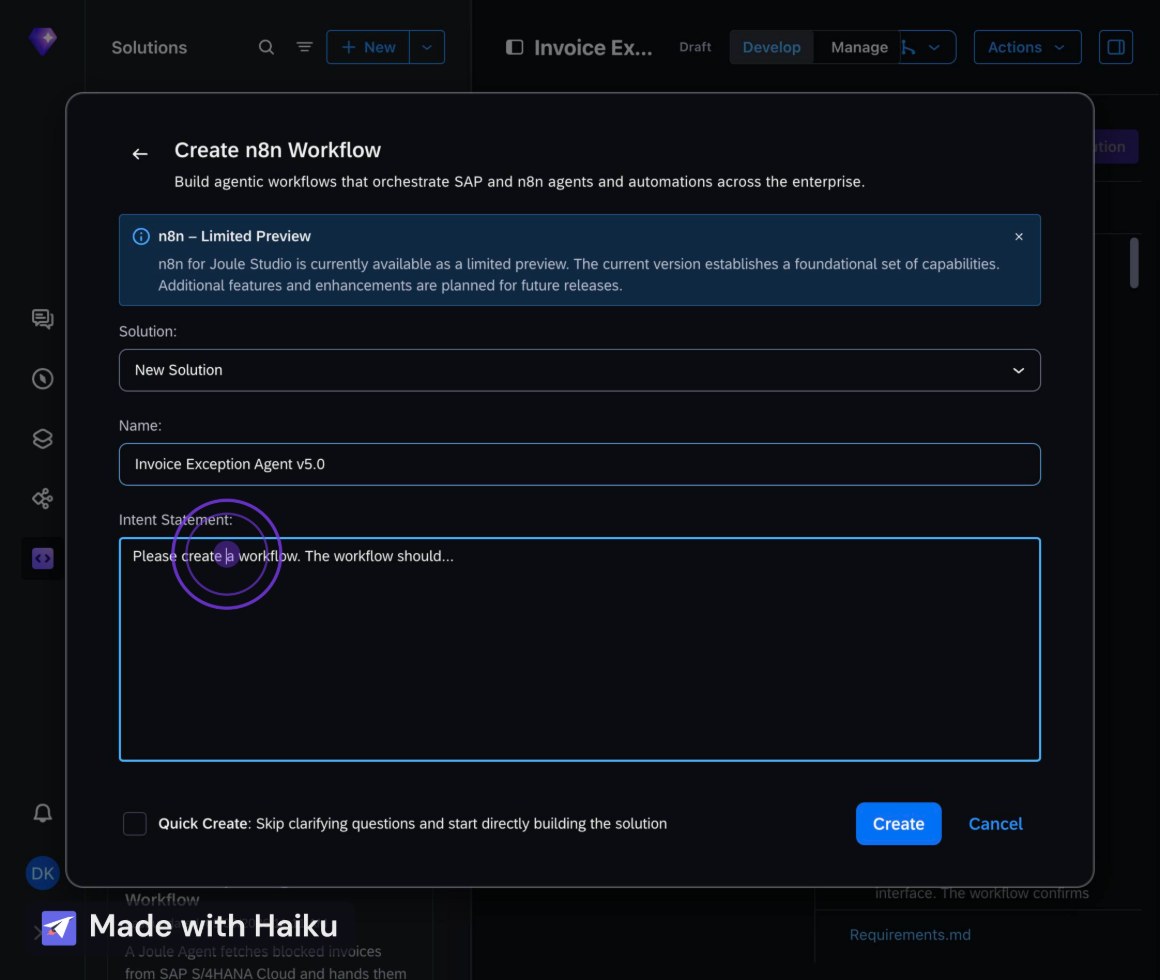 Solutions
New
Invoice Ex...
Draft
Develop
Manage
Actions
Create n8n Workflow
Build agentic workflows that orchestrate SAP and n8n agents and automations across the enterprise.
n8n – Limited Preview
n8n for Joule Studio is currently available as a limited preview. The current version establishes a foundational set of capabilities.
Additional features and enhancements are planned for future releases.
Solution:
New Solution
Name:
Invoice Exception Agent v5.0
Intent Statement:
Please create a workflow. The workflow should...
Quick Create: Skip clarifying questions and start directly building the solution
Create
Cancel
DK
interface. The workflow confirms
Workflow
Made with Haiku
Requirements.md
A Joule Agent fetches blocked invoices
from SAP S/4HANA Cloud and hands them